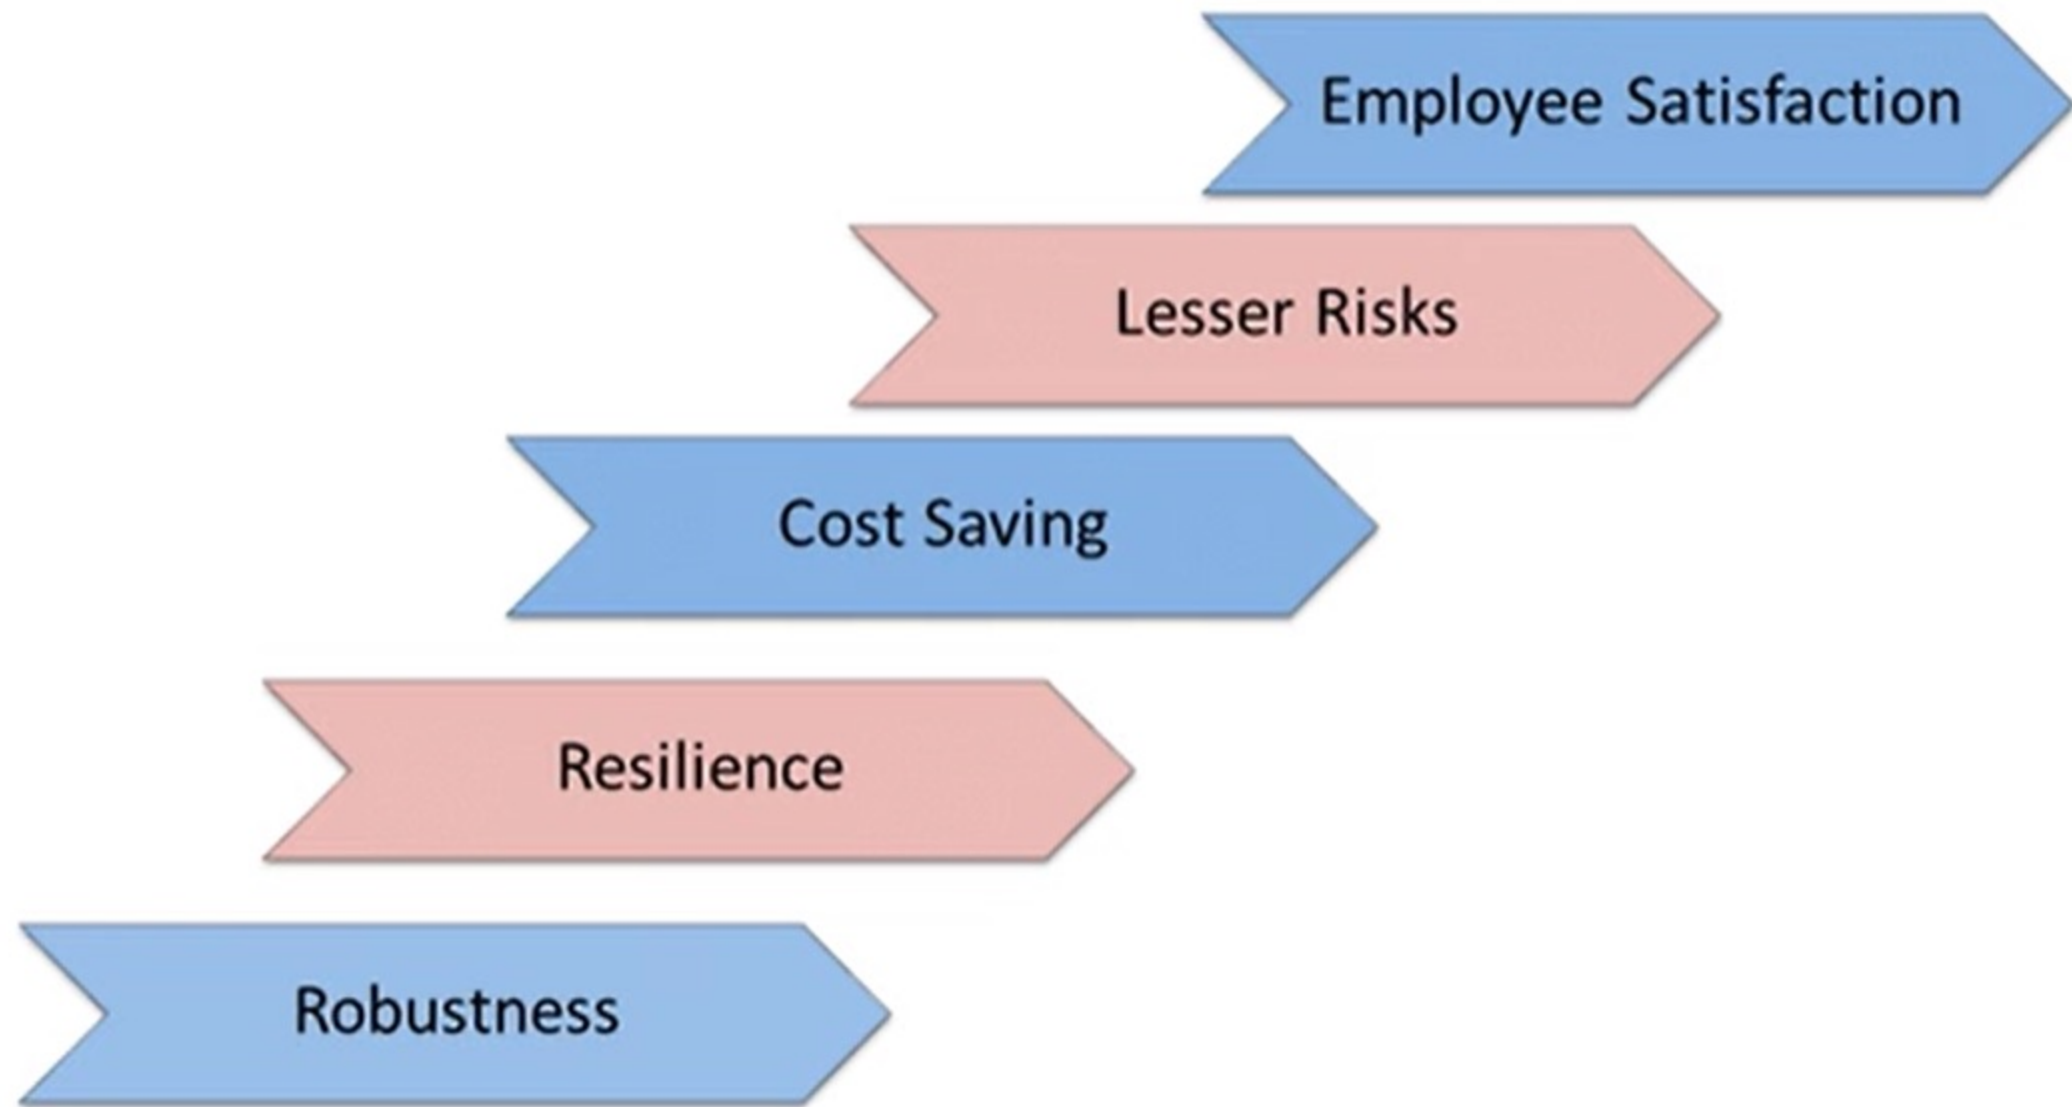 Employee Satisfaction
Lesser Risks
Cost Saving
Resilience
Robustness